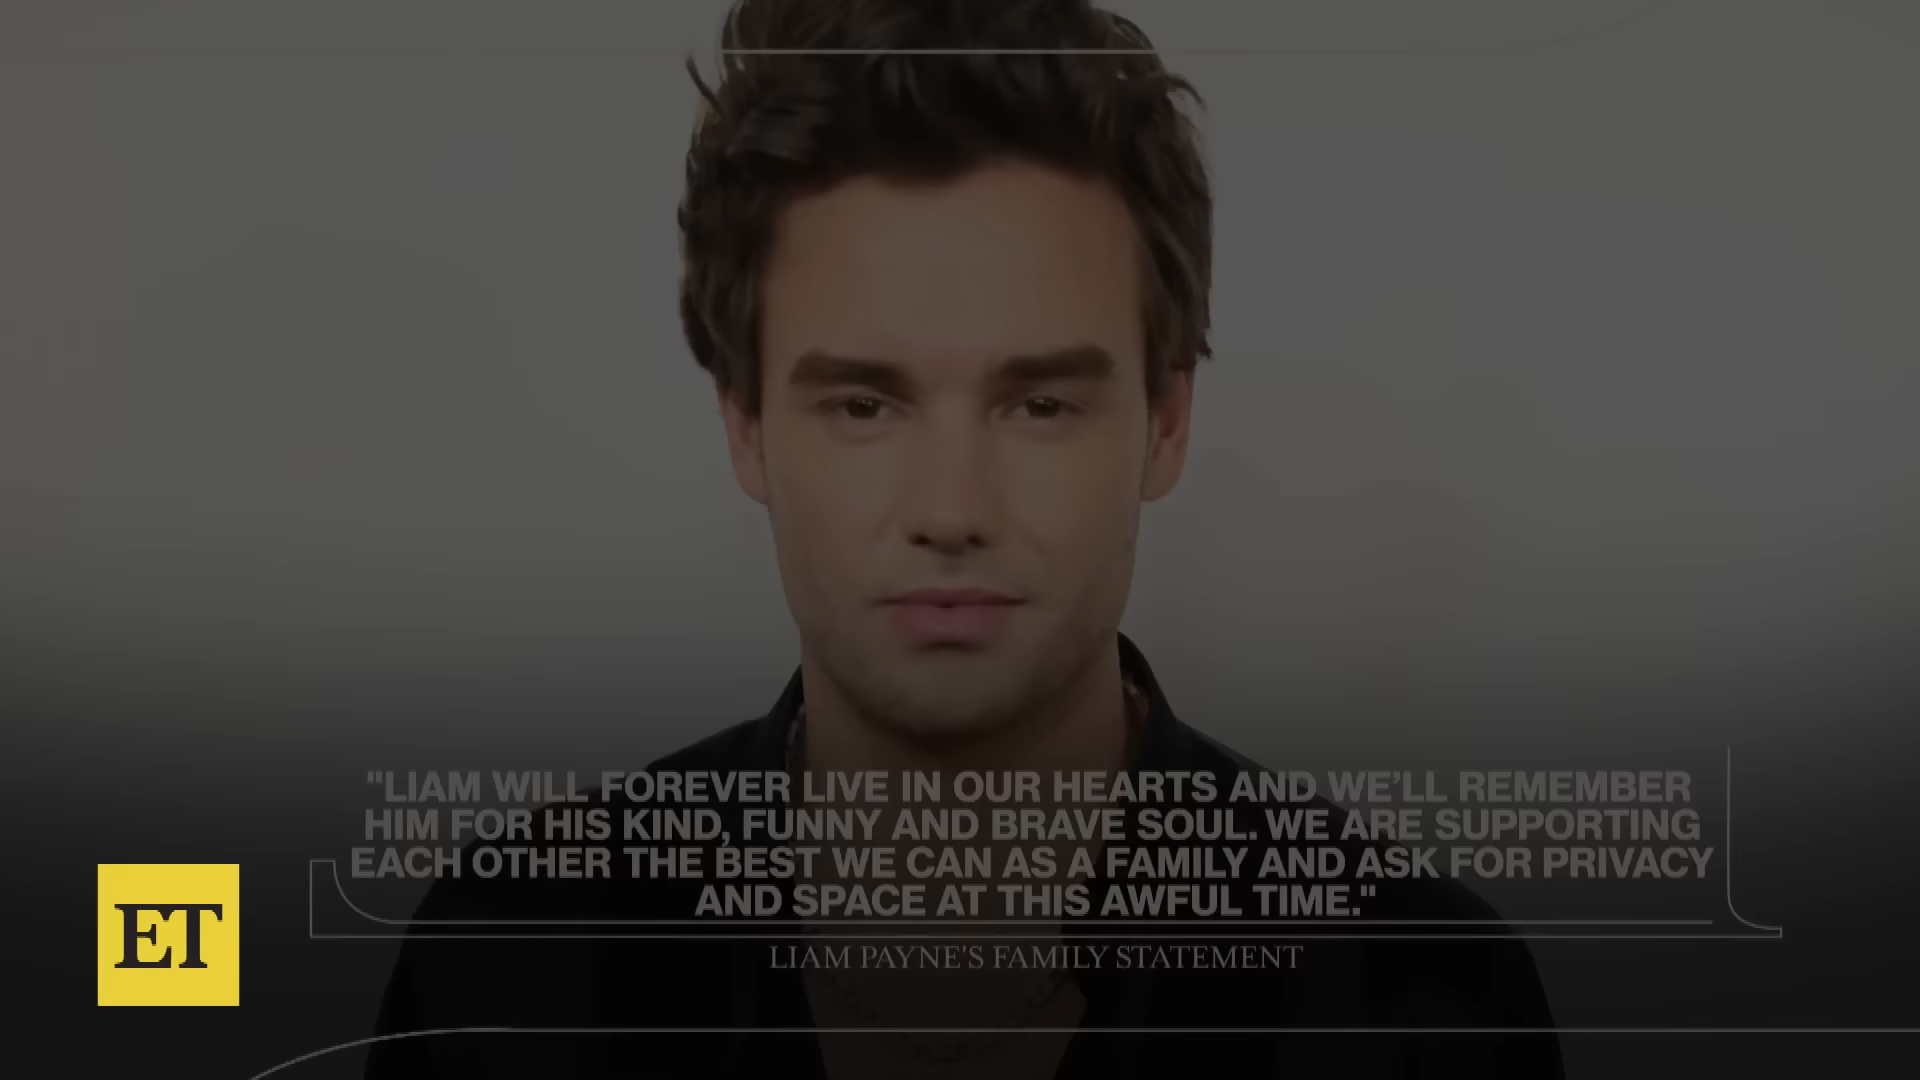 "LIAM WILL FOREVER LIVE IN OUR HEARTS AND WE'LL REMEMBER
HIM FOR HIS KIND, FUNNY AND BRAVE SOUL. WE ARE SUPPORTING
EACH OTHER THE BEST WE CAN AS A FAMILY AND ASK FOR PRIVACY
AND SPACE AT THIS AWFUL TIME."
ET
LIAM PAYNE'S FAMILY STATEMENT